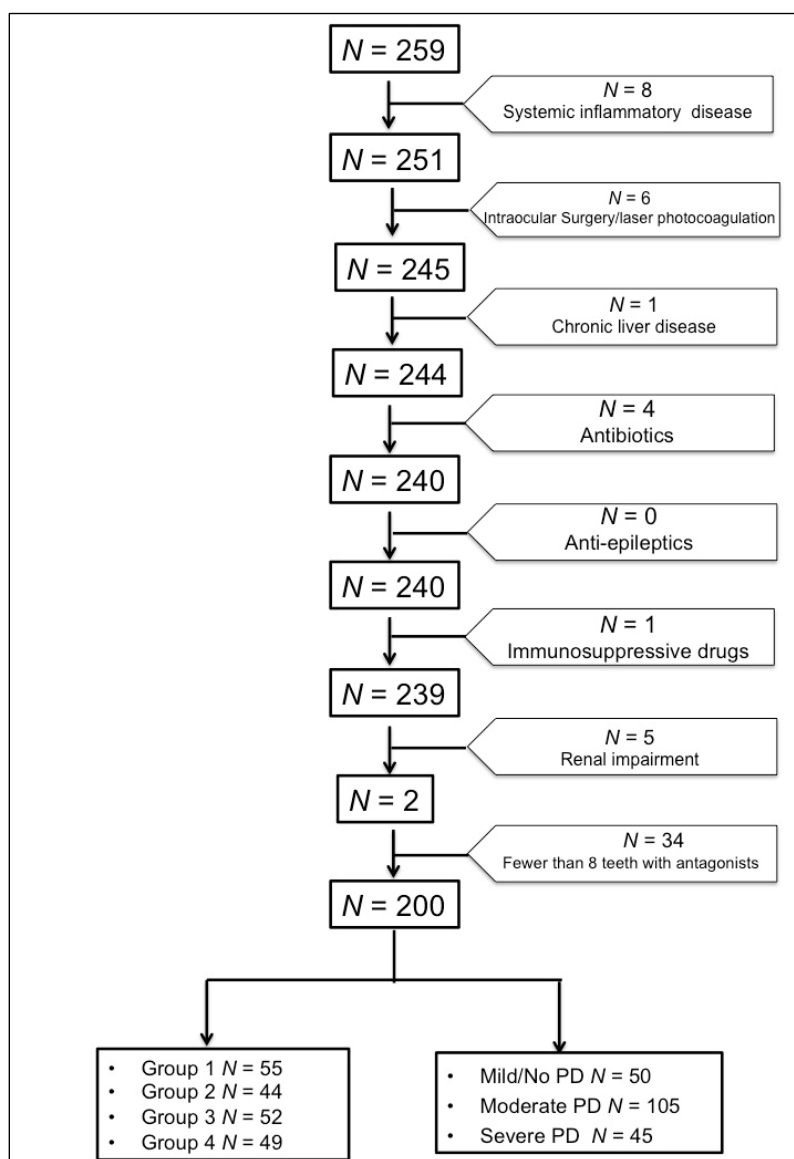 N = 259
N = 8
Systemic inflammatory disease
N = 251
N = 6
Intraocular Surgery/laser photocoagulation
N = 245
N = 1
Chronic liver disease
N = 244
N = 4
Antibiotics
N = 240
N = 0
Anti-epileptics
N = 240
N = 1
Immunosuppressive drugs
N = 239
N = 5
Renal impairment
N = 2
N = 34
Fewer than 8 teeth with antagonists
N = 200
• Group 1 N = 55
• Group 2 N = 44
• Group 3 N = 52
• Group 4 N = 49
• Mild/No PD N = 50
• Moderate PD N = 105
• Severe PD N = 45